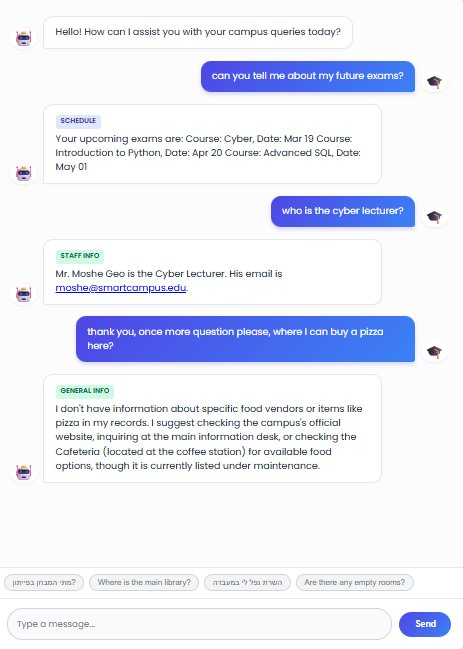 Hello! How can I assist you with your campus queries today?
can you tell me about my future exams?
SCHEDULE
Your upcoming exams are: Course: Cyber, Date: Mar 19 Course:
Introduction to Python, Date: Apr 20 Course: Advanced SQL, Date:
May 01
who is the cyber lecturer?
STAFF INFO
Mr. Moshe Geo is the Cyber Lecturer. His email is
moshe@smartcampus.edu.
thank you, once more question please, where I can buy a pizza
here?
GENERAL INFO
I don't have information about specific food vendors or items like
pizza in my records. I suggest checking the campus's official
website, inquiring at the main information desk, or checking the
Cafeteria (located at the coffee station) for available food
options, though it is currently listed under maintenance.
מתי המבחן בפייתון?
Where is the main library?
השרת נפל לי במעבדה
Are there any empty rooms?
Type a message...
Send